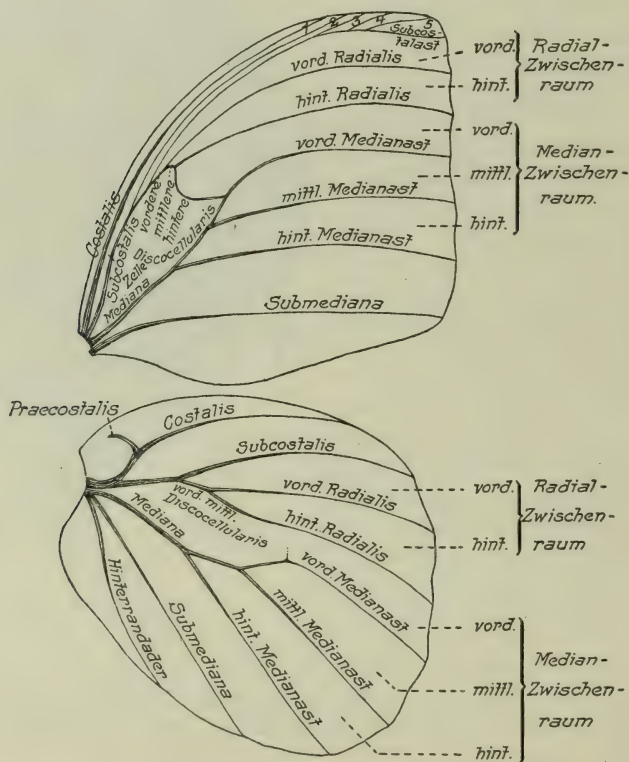 1 2 3 4 5
Subcos-
talast
vord. Radialis
hint. Radialis
vord. Medianast
mittl. Medianast
hint. Medianast
Submediana
Costalis
Subcostalis
vordere
mittlere
hintere
Discocellularis
Disc.
Zelle
Mediana
vord.
hint.
Radial-
Zwischen-
raum
vord.
mittl.
hint.
Median-
Zwischen-
raum.
Praecostalis
Costalis
Subcostalis
vord. Radialis
hint. Radialis
vord. mittl.
Discocellularis
Mediana
vord. Medianast
mittl. Medianast
hint. Medianast
Submediana
Hinterrandader
vord.
hint.
Radial-
Zwischen-
raum
vord.
mittl.
hint.
Median-
Zwischen-
raum